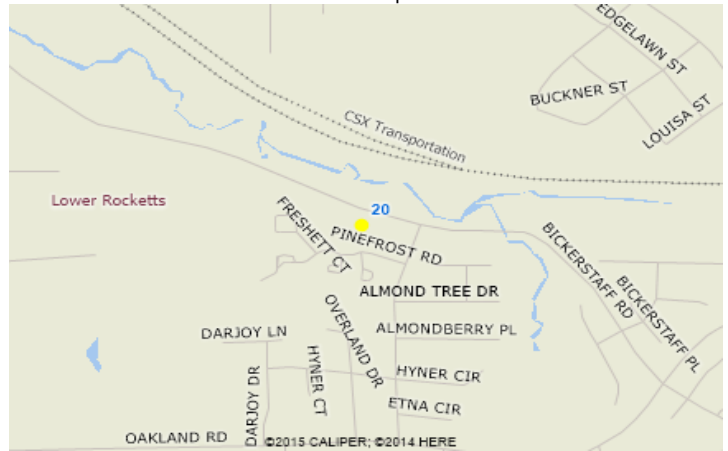 EDGELAWN ST
BUCKNER ST
LOUISA ST
CSX Transportation
Lower Rocketts
20
FRESHETT CT
PINEFROST RD
BICKERSTAFF RD
BICKERSTAFF PL
ALMOND TREE DR
OVERLAND DR
DARJOY LN
ALMONDBERRY PL
HYNER CT
DARJOY DR
HYNER CIR
ETNA CIR
OAKLAND RD
©2015 CALIPER; ©2014 HERE